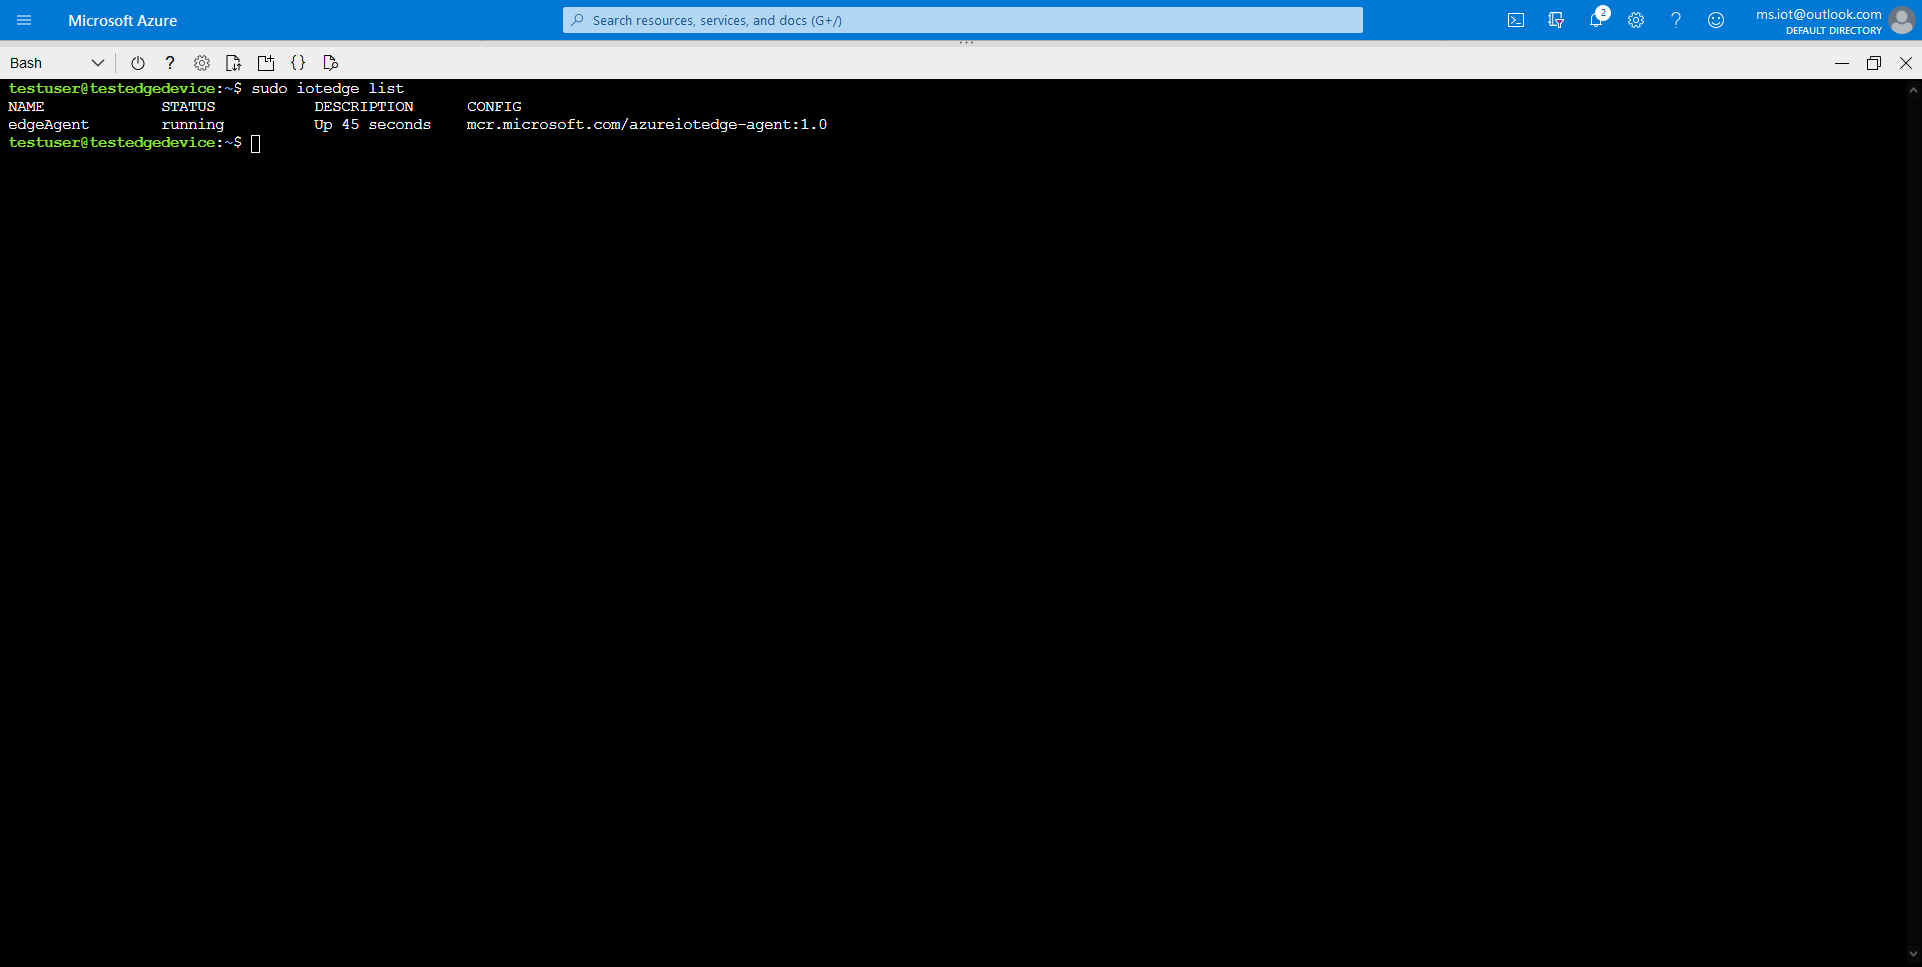 Microsoft Azure
Search resources, services, and docs (G+/)
2
ms.iot@outlook.com
DEFAULT DIRECTORY
Bash
testuser@testedgedevice:~$ sudo iotedge list
NAME STATUS DESCRIPTION CONFIG
edgeAgent running Up 45 seconds mcr.microsoft.com/azureiotedge-agent:1.0
testuser@testedgedevice:~$